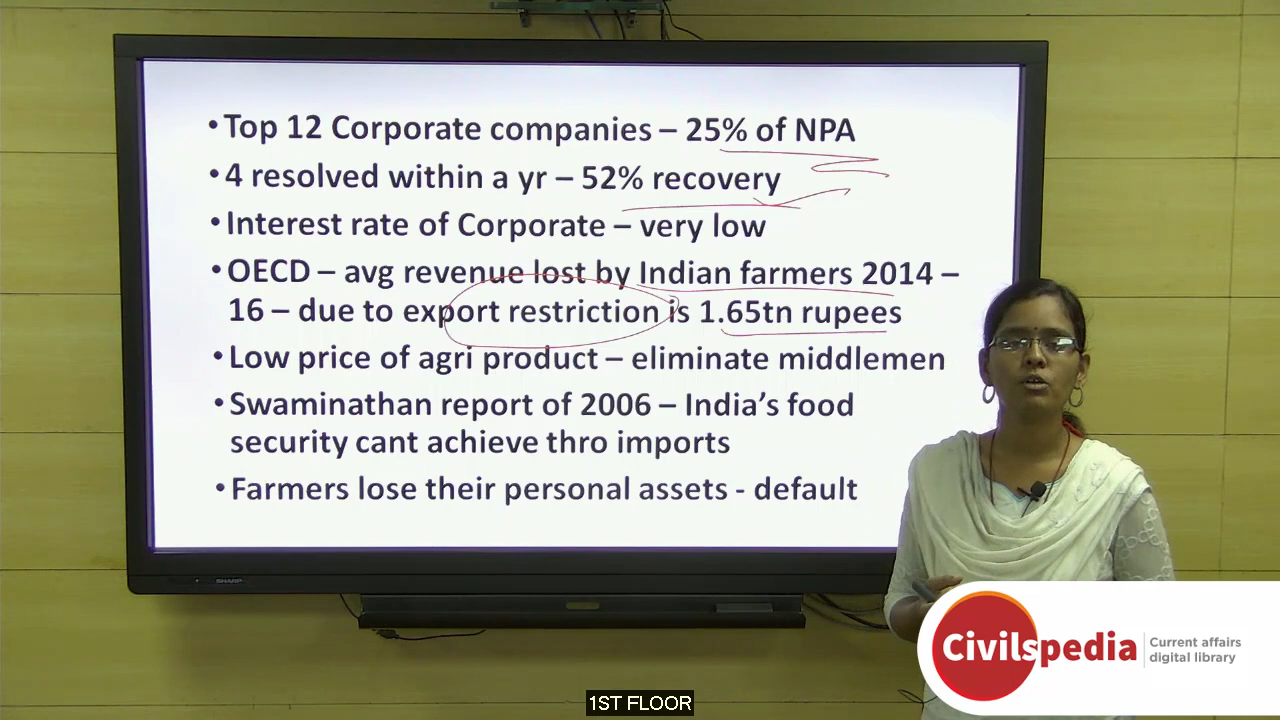 • Top 12 Corporate companies – 25% of NPA
• 4 resolved within a yr – 52% recovery
• Interest rate of Corporate – very low
• OECD – avg revenue lost by Indian farmers 2014 –
16 – due to export restriction is 1.65tn rupees
• Low price of agri product – eliminate middlemen
• Swaminathan report of 2006 – India's food
security cant achieve thro imports
• Farmers lose their personal assets - default
SHARP
Civilspedia
Current affairs
digital library
1ST FLOOR